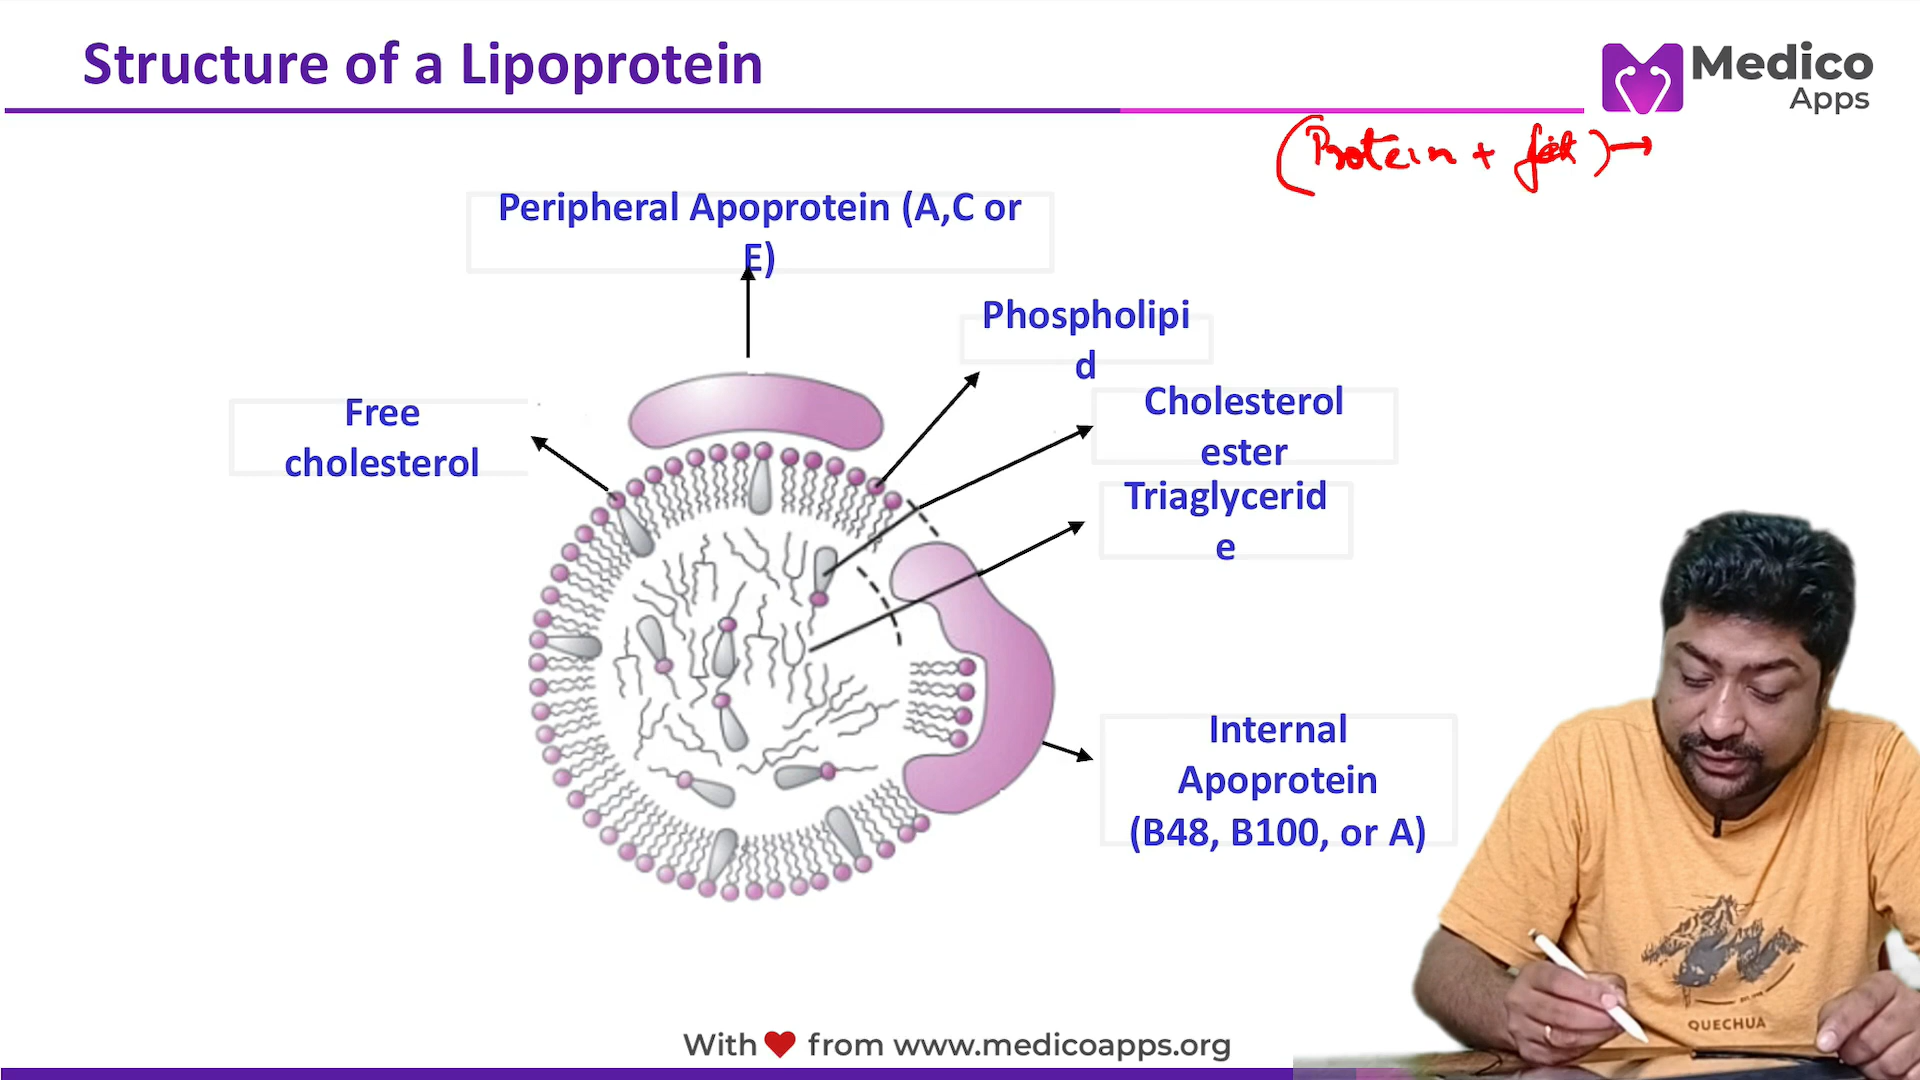 Structure of a Lipoprotein
Medico
Apps
(Protein + fat) →
Peripheral Apoprotein (A,C or
E)
Phospholipi
d
Free
cholesterol
Cholesterol
ester
Triaglycerid
e
Internal
Apoprotein
(B48, B100, or A)
QUECHUA
With ❤ from www.medicoapps.org